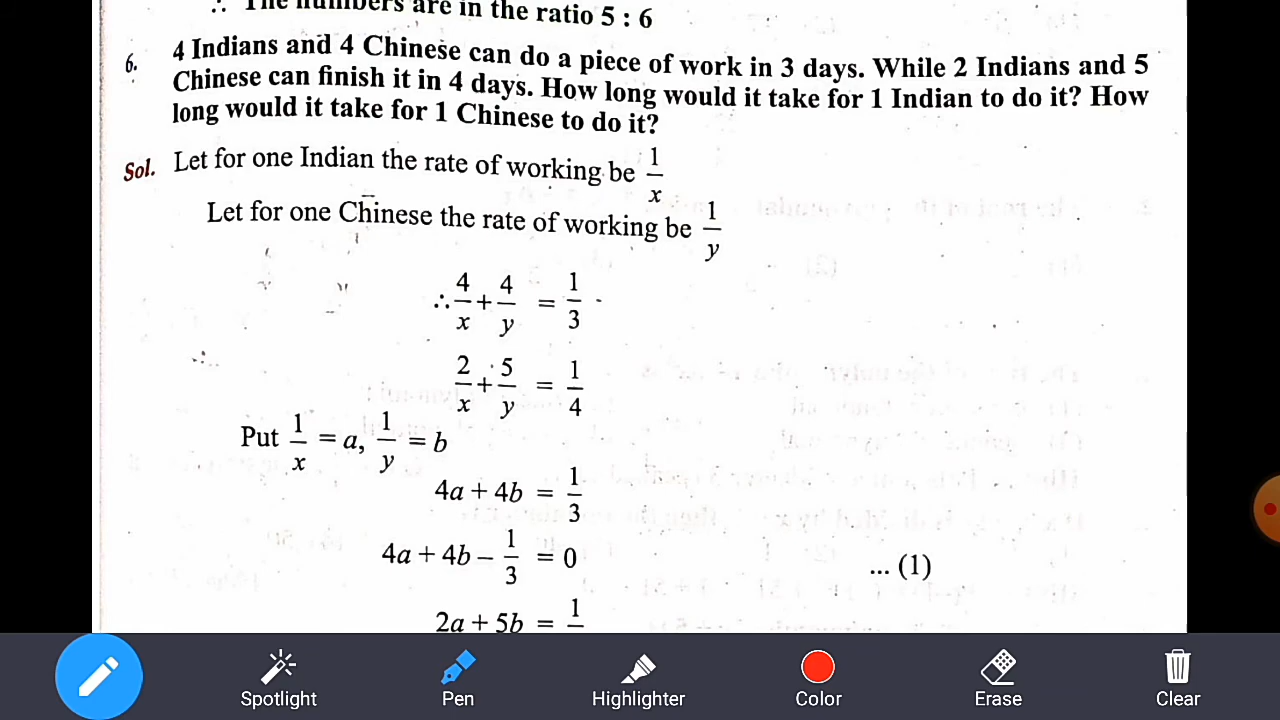 ∴ The numbers are in the ratio 5 : 6
6. 4 Indians and 4 Chinese can do a piece of work in 3 days. While 2 Indians and 5
Chinese can finish it in 4 days. How long would it take for 1 Indian to do it? How
long would it take for 1 Chinese to do it?
Sol. Let for one Indian the rate of working be 1/x
Let for one Chinese the rate of working be 1/y
∴ 4/x + 4/y = 1/3
2/x + 5/y = 1/4
Put 1/x = a, 1/y = b
4a + 4b = 1/3
4a + 4b – 1/3 = 0 ... (1)
2a + 5b = 1
Spotlight
Pen
Highlighter
Color
Erase
Clear